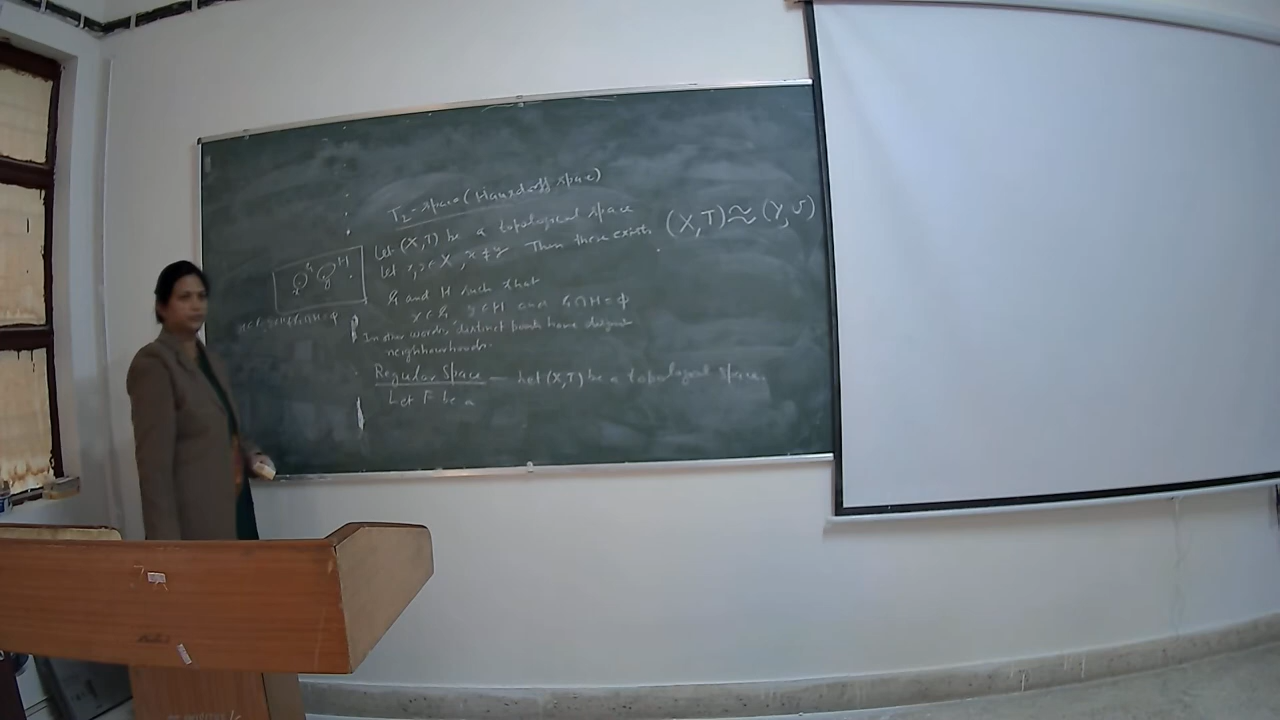 T2-space (Hausdorff space)
Let (X,T) be a topological space
Let x,y ∈ X, x ≠ y Then there exists
G and H such that
x ∈ G, y ∈ H and G ∩ H = φ
In other words, distinct points have
neighbourhoods.
Regular Space — Let (X,T) be a topological space,
Let F be a
(X,T) ≈ (Y,
G H
x y
x ∈ G, y ∈ H, G ∩ H = φ